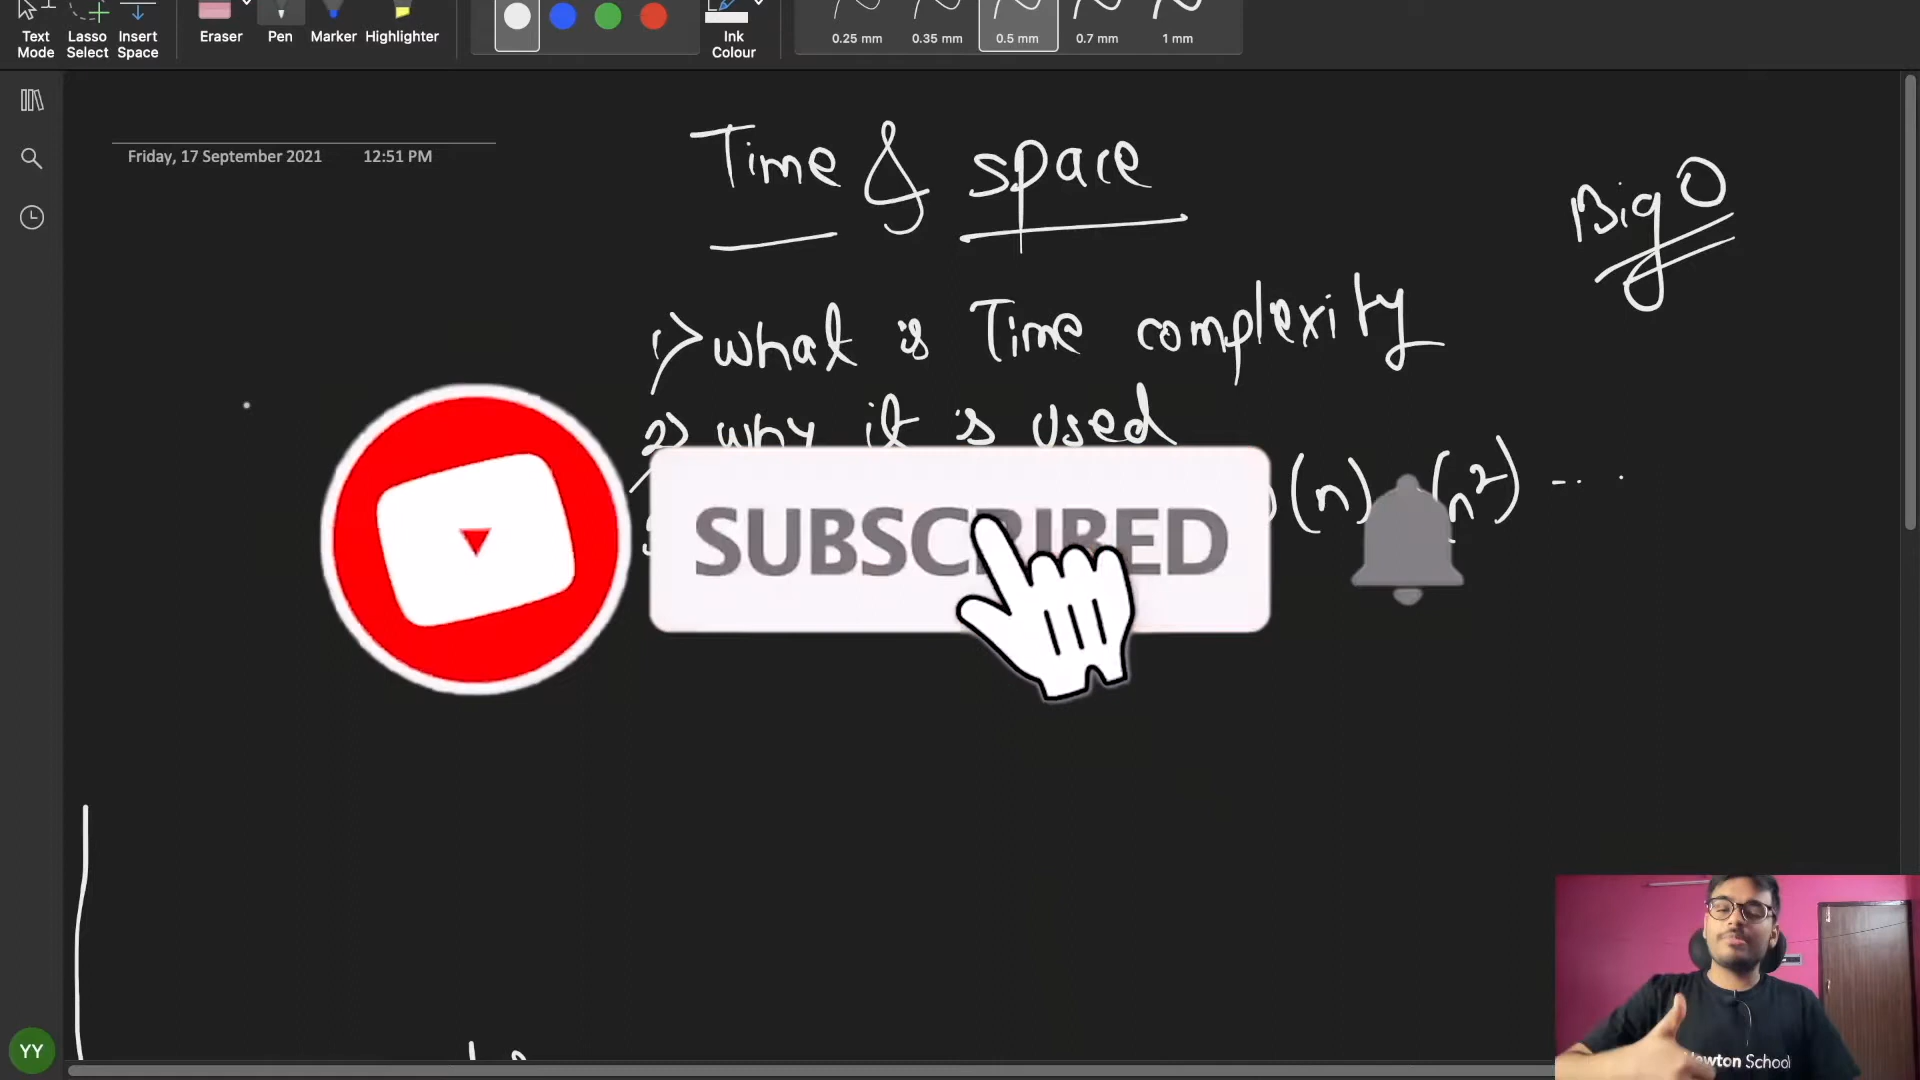 Text Mode
Lasso Select
Insert Space
Eraser
Pen
Marker
Highlighter
Ink Colour
0.25 mm
0.35 mm
0.5 mm
0.7 mm
1 mm
Friday, 17 September 2021 12:51 PM
Time & space
Big O
1) what is Time complexity
2) why it is used
(n) (n²) -...
SUBSCRIBED
YY
School